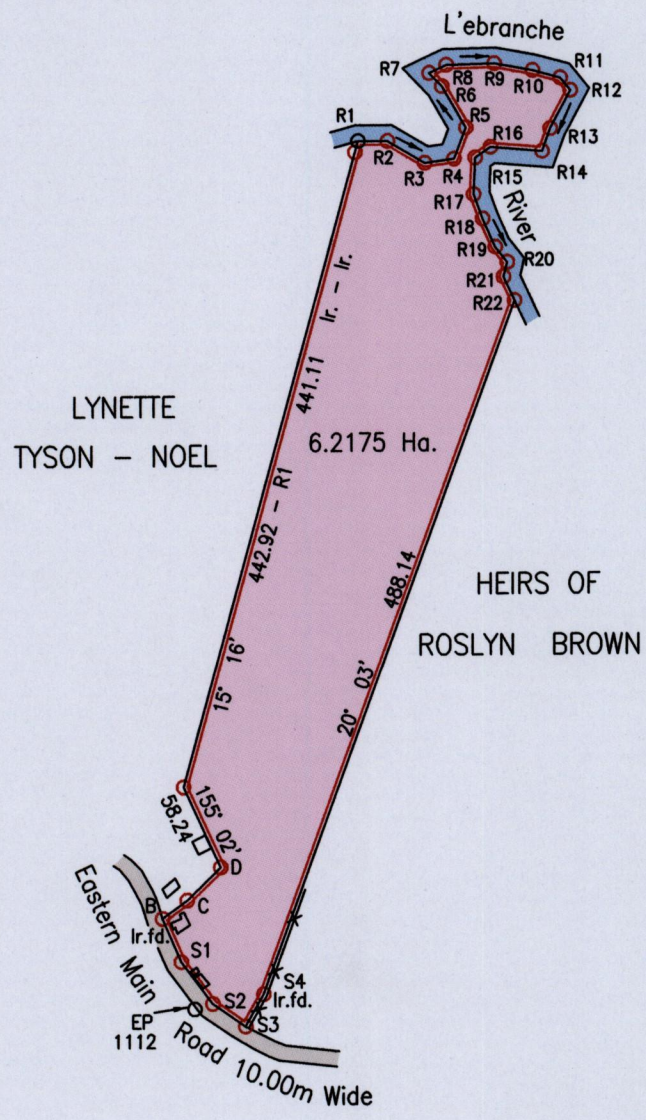 L'ebranche
R7
R8
R9
R10
R11
R12
R6
R5
R1
R2
R3
R4
R16
R13
R14
R15
R17
River
R18
R19
R20
R21
R22
441.11 Ir. - Ir.
442.92 - R1
15° 16'
LYNETTE
TYSON - NOEL
6.2175 Ha.
488.14
20° 03'
HEIRS OF
ROSLYN BROWN
155° 02'
58.24
D
C
B
Ir.fd.
S1
S2
S4
Ir.fd.
S3
EP
1112
Eastern Main Road 10.00m Wide